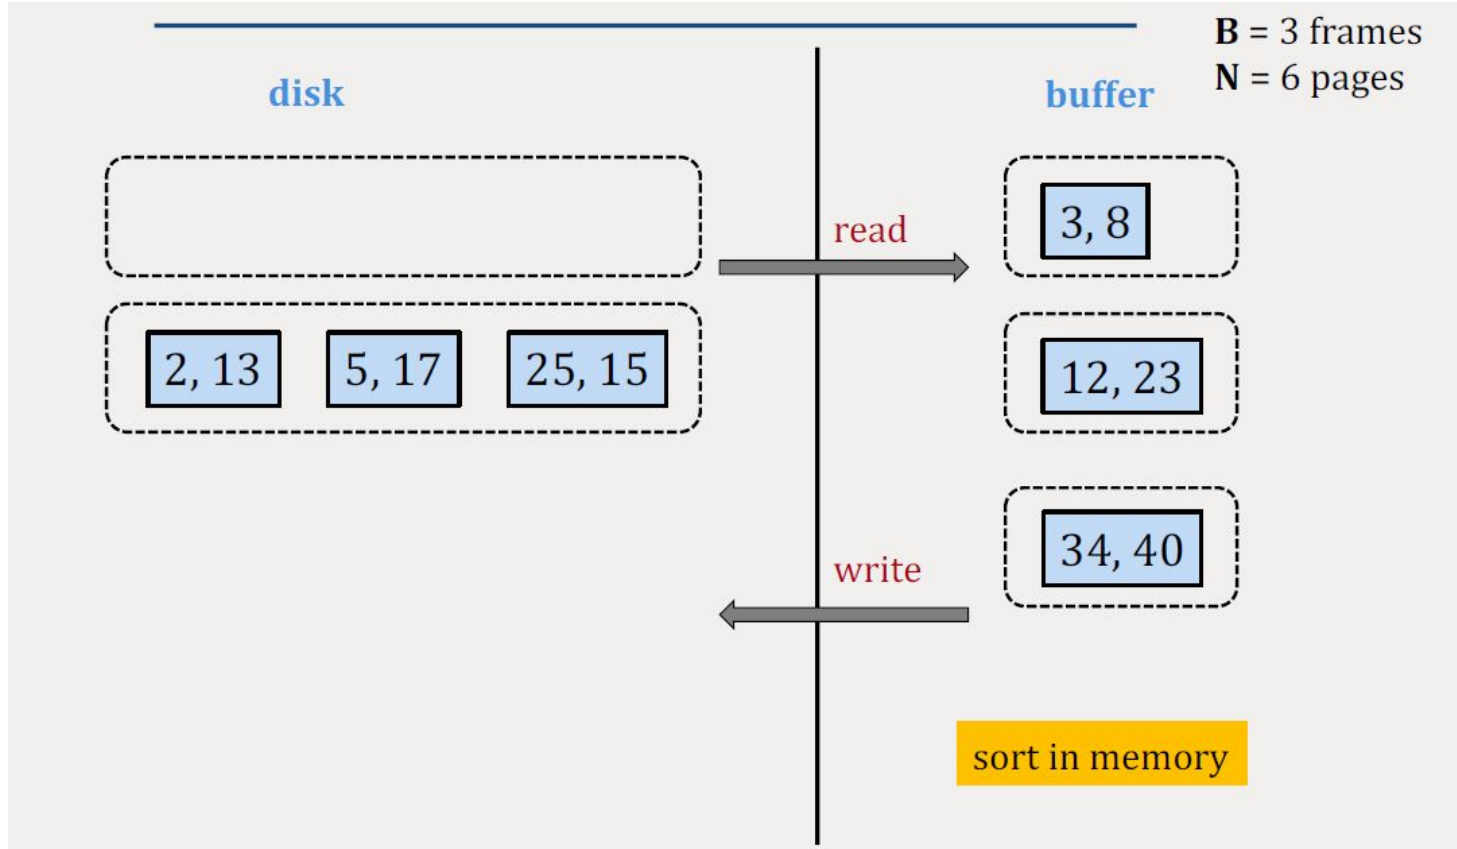 B = 3 frames
N = 6 pages
disk
buffer
read
3, 8
2, 13
5, 17
25, 15
12, 23
write
34, 40
sort in memory